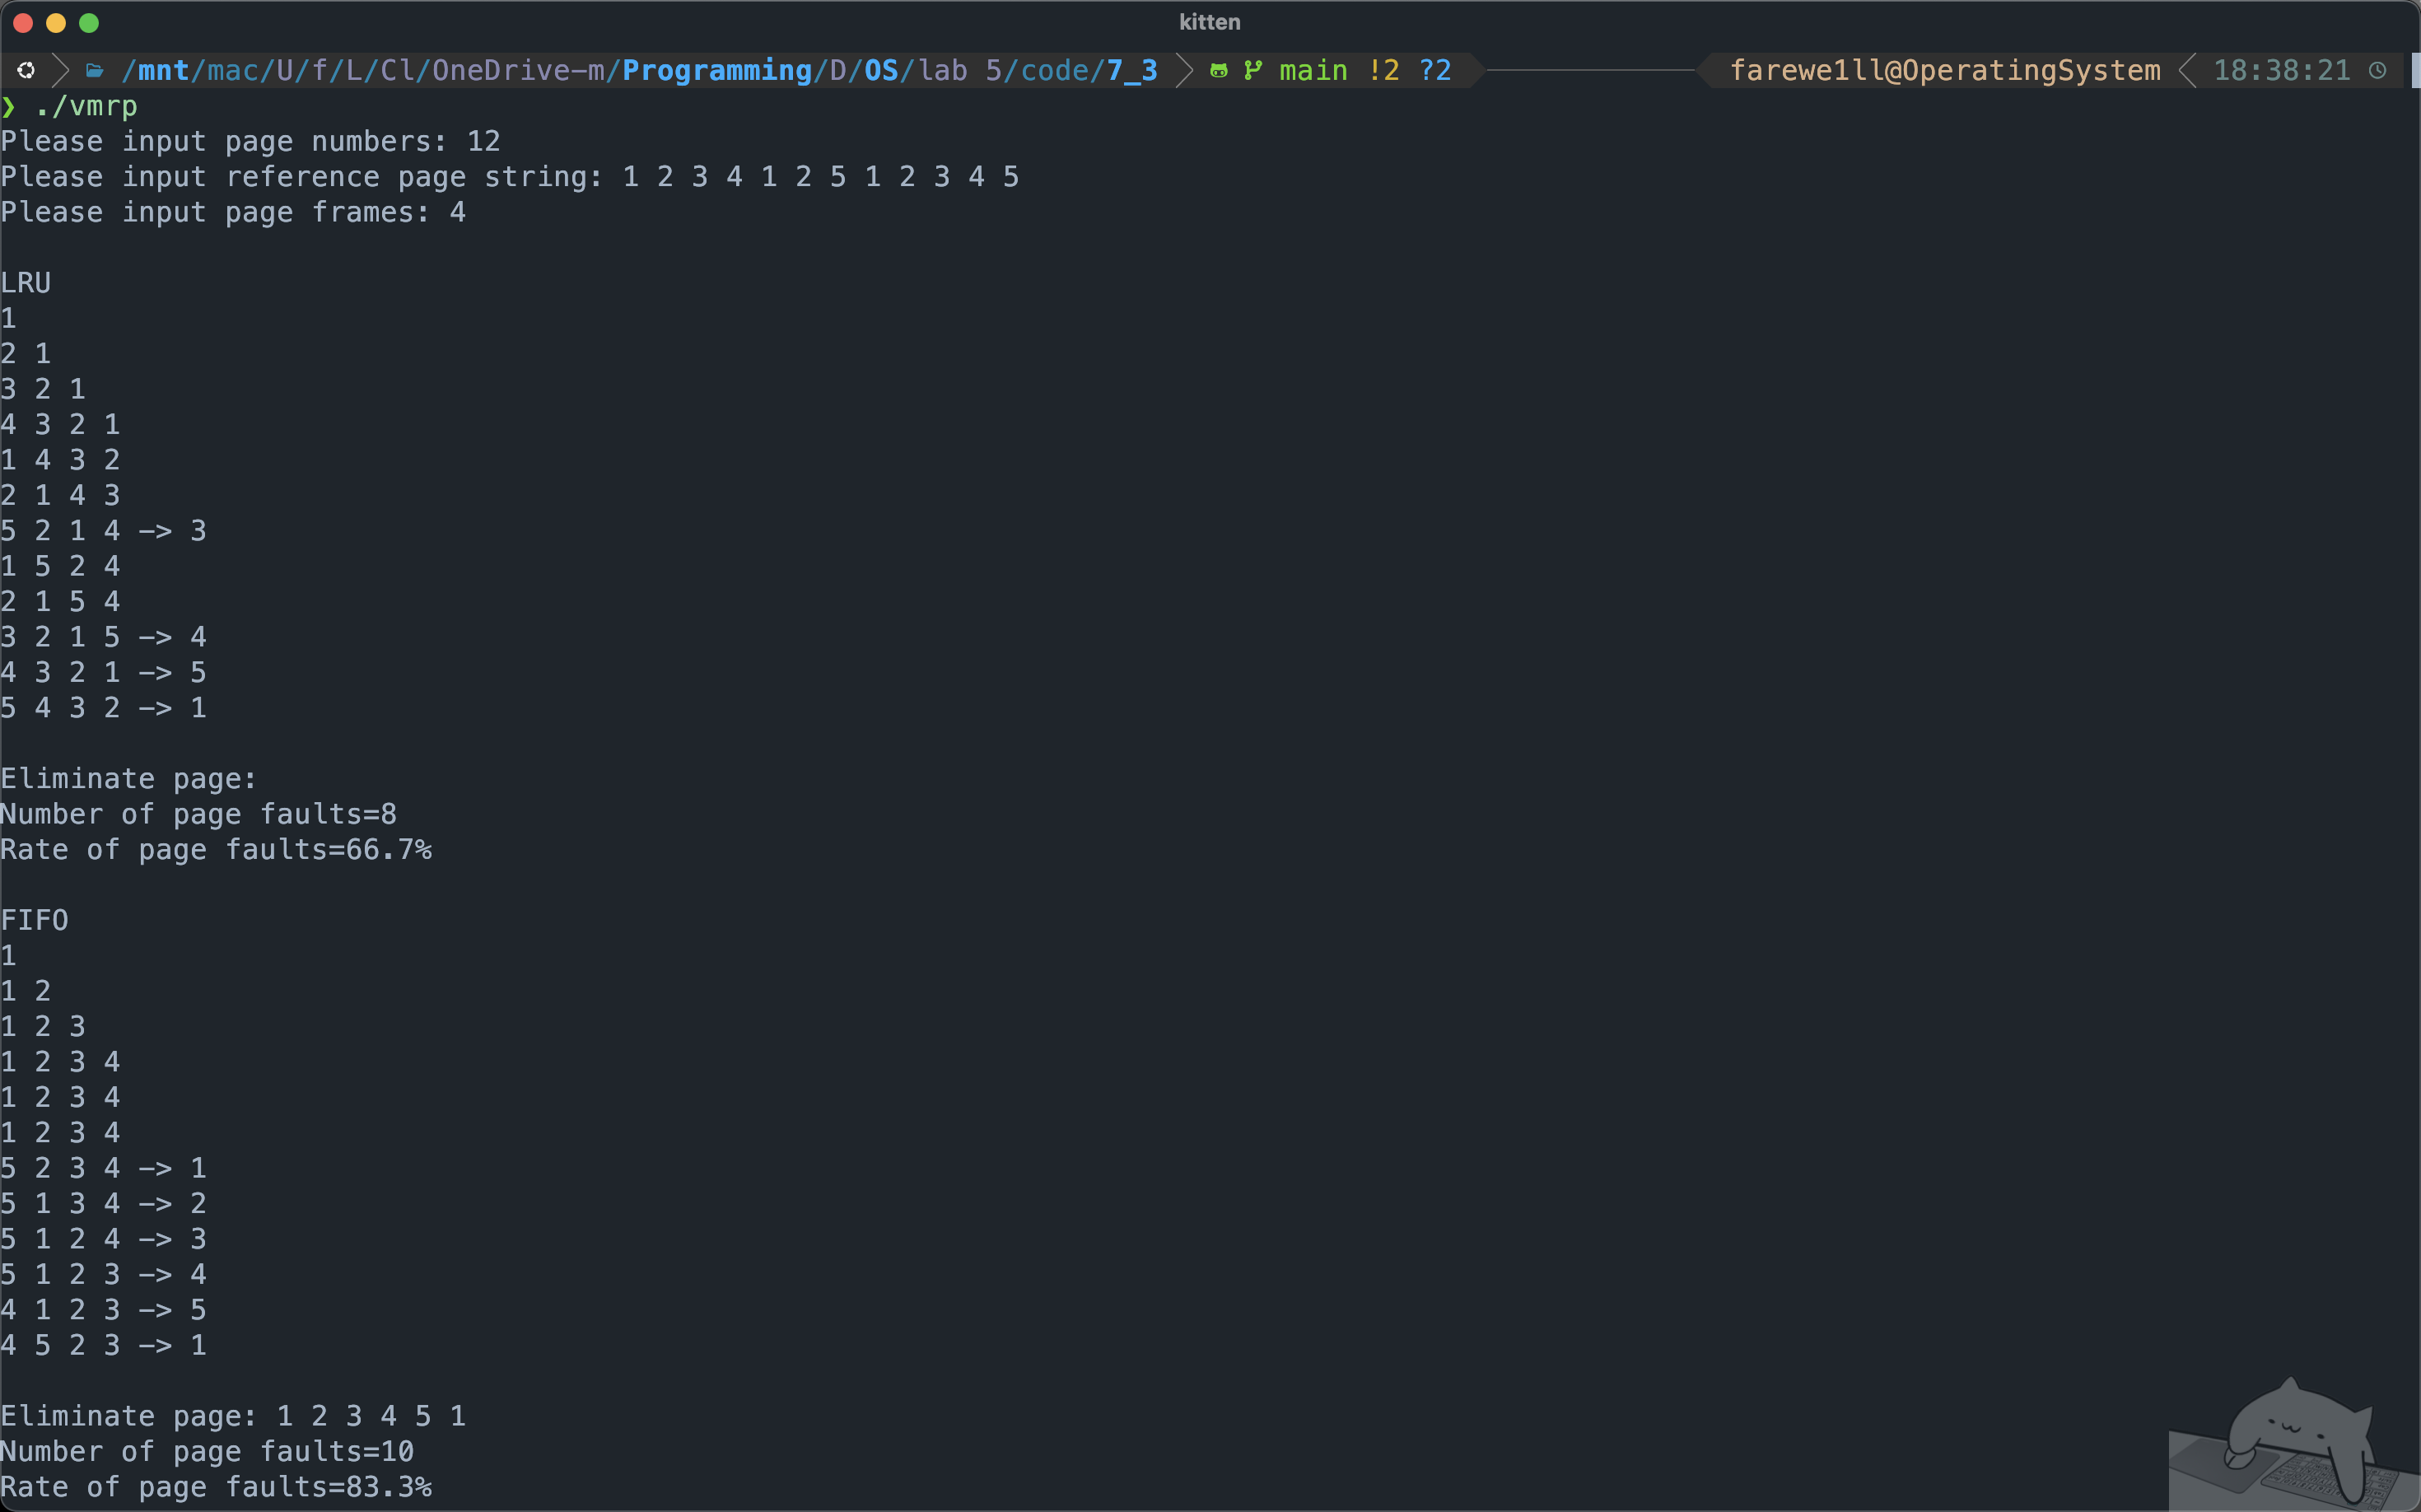 kitten
/mnt/mac/U/f/L/Cl/OneDrive-m/Programming/D/OS/lab 5/code/7_3 main !2 ?2 farewe1ll@OperatingSystem 18:38:21
❯ ./vmrp
Please input page numbers: 12
Please input reference page string: 1 2 3 4 1 2 5 1 2 3 4 5
Please input page frames: 4
LRU
1
2 1
3 2 1
4 3 2 1
1 4 3 2
2 1 4 3
5 2 1 4 -> 3
1 5 2 4
2 1 5 4
3 2 1 5 -> 4
4 3 2 1 -> 5
5 4 3 2 -> 1
Eliminate page:
Number of page faults=8
Rate of page faults=66.7%
FIFO
1
1 2
1 2 3
1 2 3 4
1 2 3 4
1 2 3 4
5 2 3 4 -> 1
5 1 3 4 -> 2
5 1 2 4 -> 3
5 1 2 3 -> 4
4 1 2 3 -> 5
4 5 2 3 -> 1
Eliminate page: 1 2 3 4 5 1
Number of page faults=10
Rate of page faults=83.3%